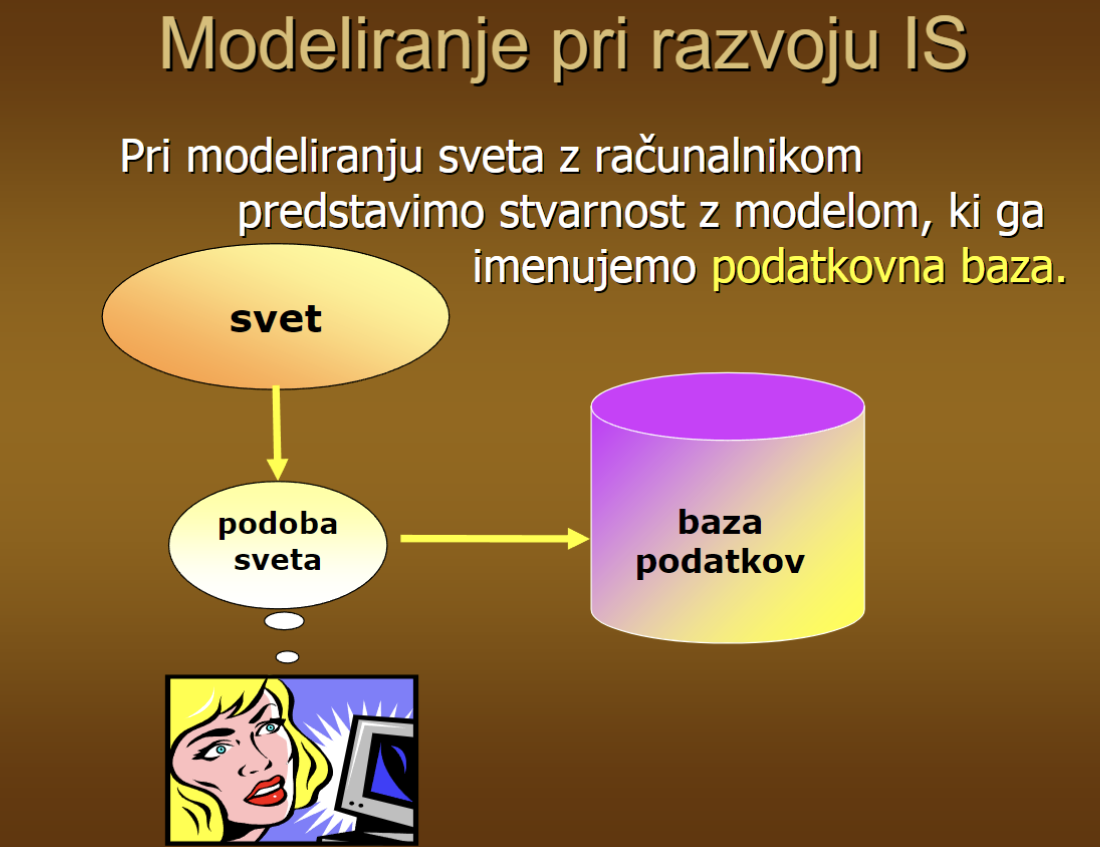 Modeliranje pri razvoju IS
Pri modeliranju sveta z računalnikom
predstavimo stvarnost z modelom, ki ga
imenujemo podatkovna baza.
svet
podoba
sveta
baza
podatkov